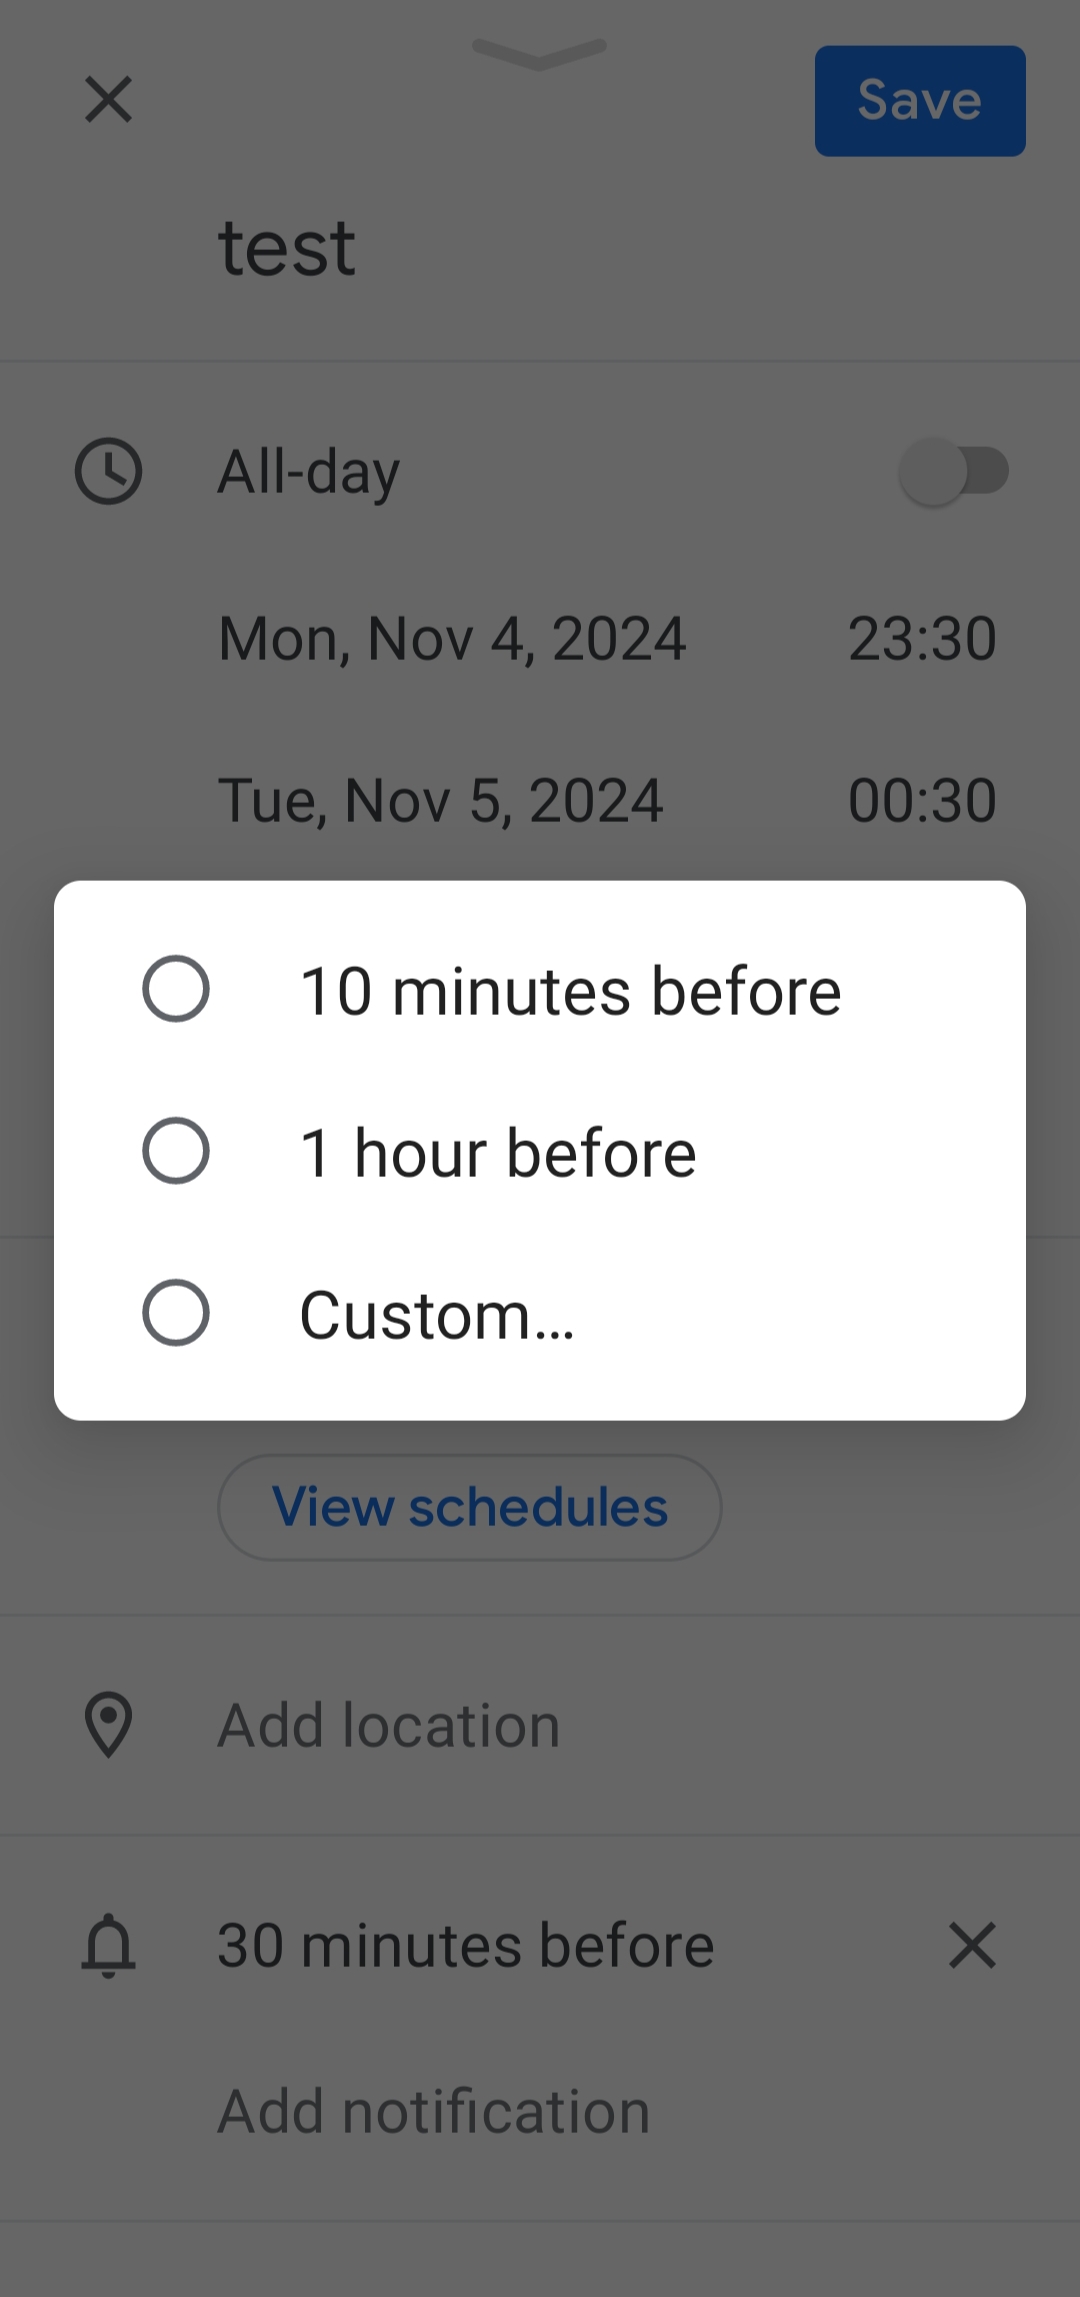 Save
test
All-day
Mon, Nov 4, 2024 23:30
Tue, Nov 5, 2024 00:30
10 minutes before
1 hour before
Custom...
View schedules
Add location
30 minutes before
Add notification